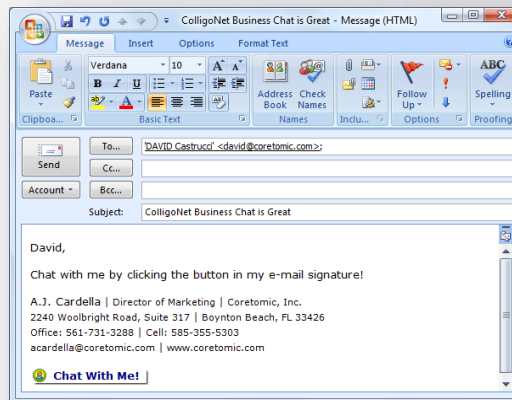 ColligoNet Business Chat is Great - Message (HTML)
Message Insert Options Format Text
Verdana 10 A A
Paste
B I U
ab A
Address Book
Check Names
Follow Up
ABC
Spelling
Clipboa... Basic Text Names Inclu... Options Proofing
To... 'DAVID Castrucci' <david@coretomic.com>;
Send
Cc...
Account Bcc...
Subject: ColligoNet Business Chat is Great
David,
Chat with me by clicking the button in my e-mail signature!
A.J. Cardella | Director of Marketing | Coretomic, Inc.
2240 Woolbright Road, Suite 317 | Boynton Beach, FL 33426
Office: 561-731-3288 | Cell: 585-355-5303
acardella@coretomic.com | www.coretomic.com
Chat With Me!